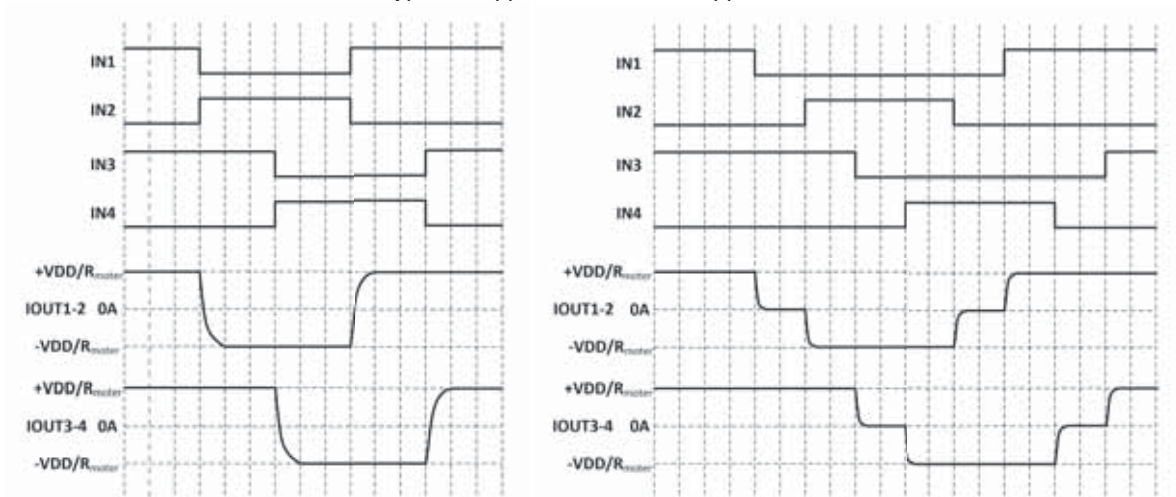 IN1
IN2
IN3
IN4
+VDD/Rmoter
IOUT1-2 0A
-VDD/Rmoter
+VDD/Rmoter
IOUT3-4 0A
-VDD/Rmoter
IN1
IN2
IN3
IN4
+VDD/Rmoter
IOUT1-2 0A
-VDD/Rmoter
+VDD/Rmoter
IOUT3-4 0A
-VDD/Rmoter